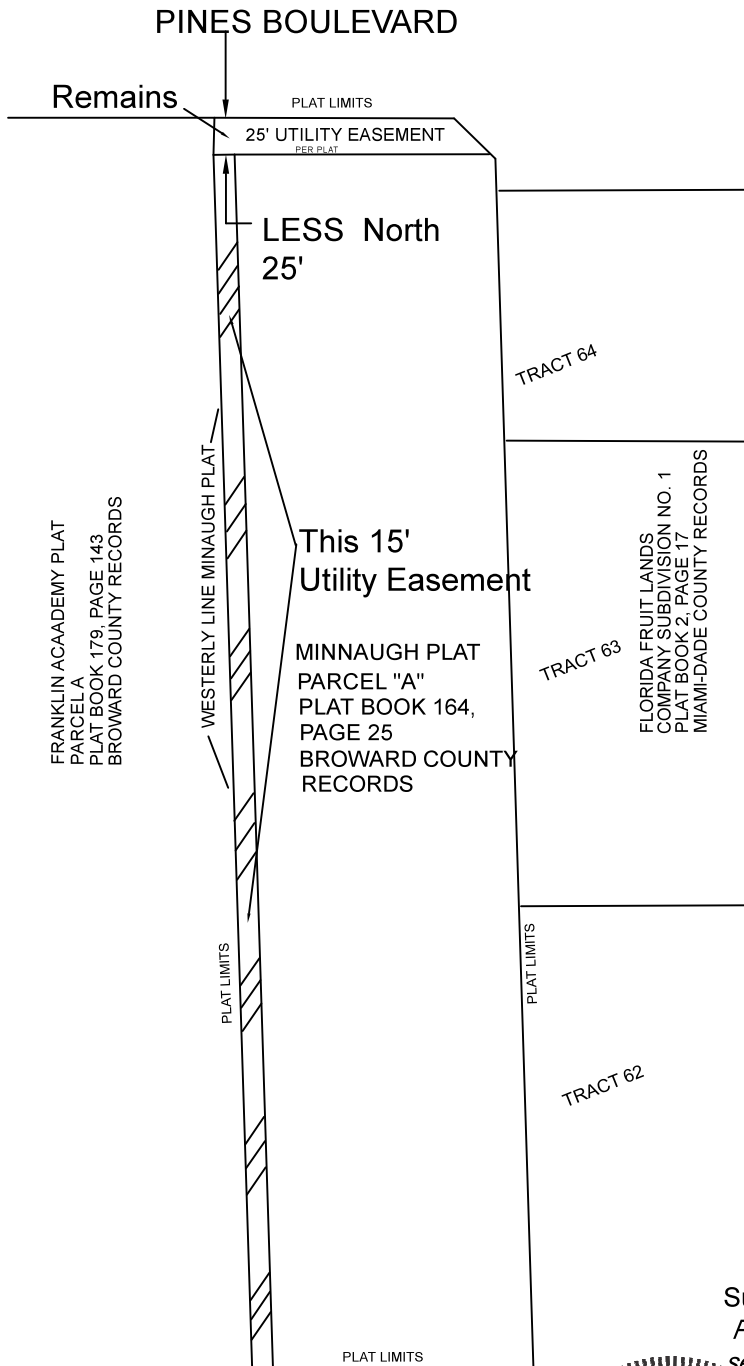 PINES BOULEVARD
Remains
PLAT LIMITS
25' UTILITY EASEMENT
PER PLAT
LESS North
25'
TRACT 64
WESTERLY LINE MINAUGH PLAT
FRANKLIN ACAADEMY PLAT
PARCEL A
PLAT BOOK 179, PAGE 143
BROWARD COUNTY RECORDS
This 15'
Utility Easement
MINNAUGH PLAT
PARCEL "A"
PLAT BOOK 164,
PAGE 25
BROWARD COUNTY
RECORDS
TRACT 63
FLORIDA FRUIT LANDS
COMPANY SUBDIVISION NO. 1
PLAT BOOK 2, PAGE 17
MIAMI-DADE COUNTY RECORDS
PLAT LIMITS
PLAT LIMITS
TRACT 62
PLAT LIMITS